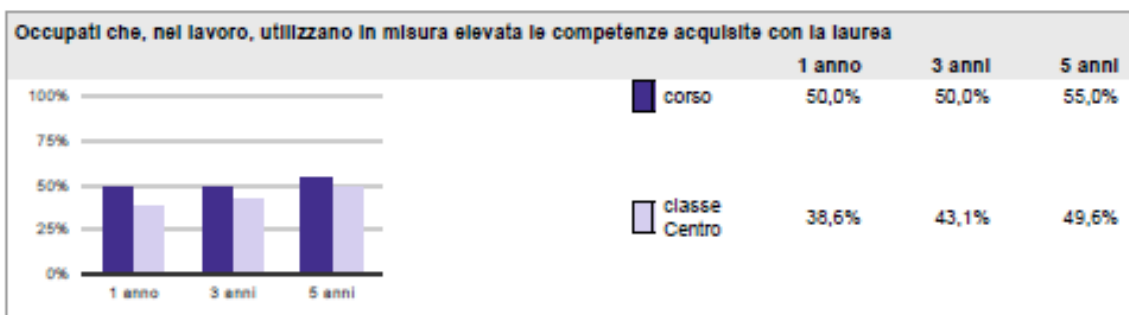 Occupati che, nel lavoro, utilizzano in misura elevata le competenze acquisite con la laurea
1 anno 3 anni 5 anni
100%
75%
50%
25%
0%
1 anno 3 anni 5 anni
corso 50,0% 50,0% 55,0%
classe
Centro 38,6% 43,1% 49,6%